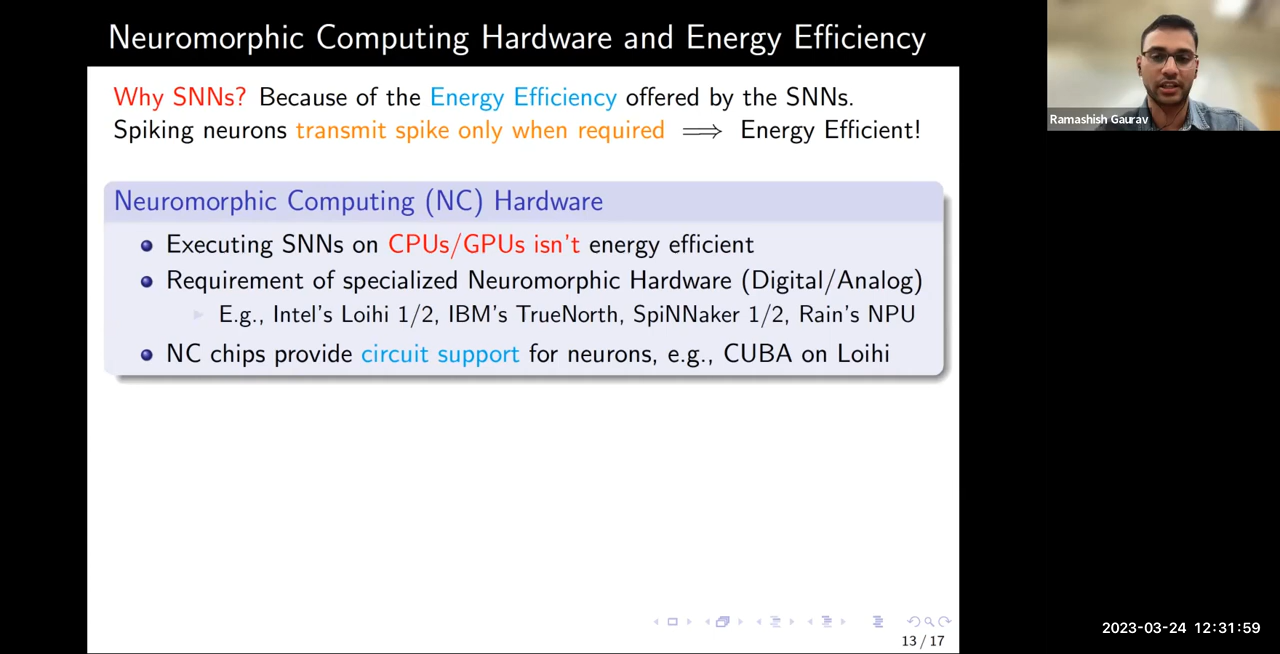 Neuromorphic Computing Hardware and Energy Efficiency
Why SNNs? Because of the Energy Efficiency offered by the SNNs.
Spiking neurons transmit spike only when required ⟹ Energy Efficient!
Neuromorphic Computing (NC) Hardware
Executing SNNs on CPUs/GPUs isn't energy efficient
Requirement of specialized Neuromorphic Hardware (Digital/Analog)
E.g., Intel's Loihi 1/2, IBM's TrueNorth, SpiNNaker 1/2, Rain's NPU
NC chips provide circuit support for neurons, e.g., CUBA on Loihi
13 / 17
Ramashish Gaurav
2023-03-24 12:31:59